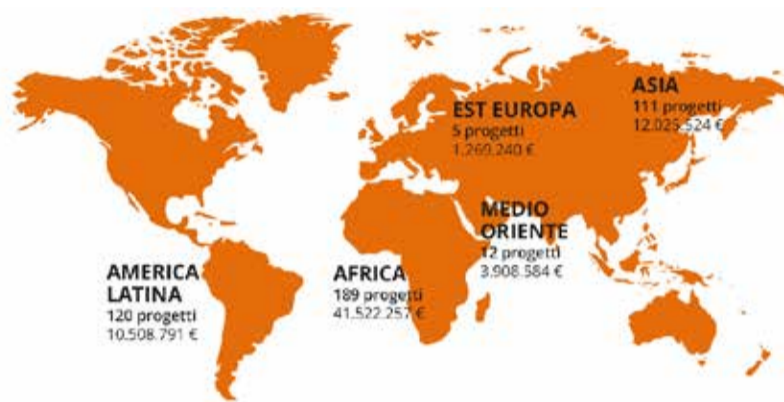 ASIA
111 progetti
12.025.524 €
EST EUROPA
5 progetti
1.269.240 €
MEDIO
ORIENTE
12 progetti
3.908.584 €
AMERICA
LATINA
120 progetti
10.508.791 €
AFRICA
189 progetti
41.522.257 €